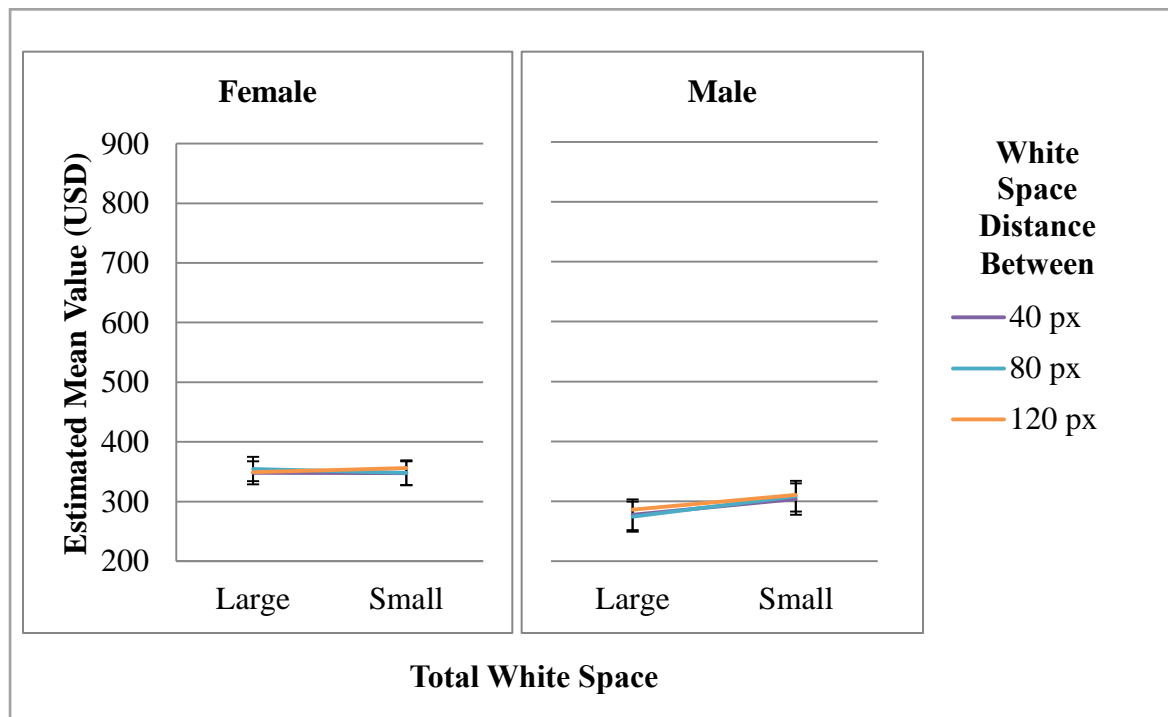 Female
Male
Estimated Mean Value (USD)
900
800
700
600
500
400
300
200
Large Small
Large Small
Total White Space
White
Space
Distance
Between
40 px
80 px
120 px